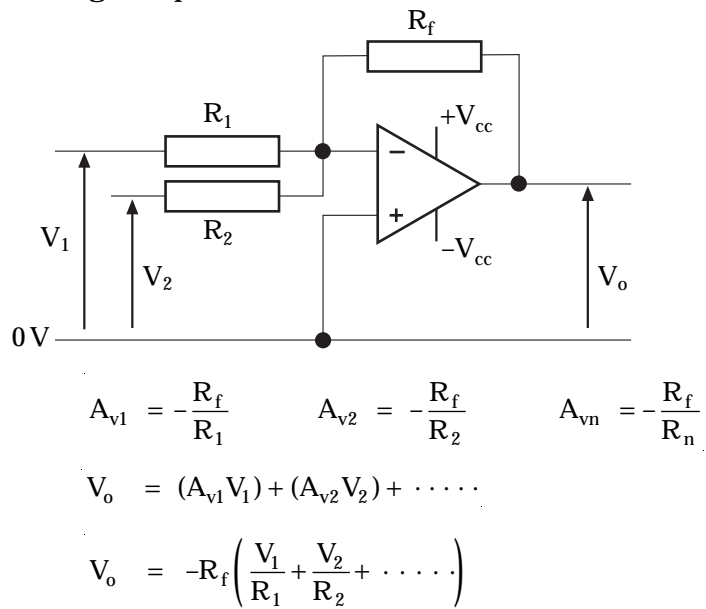 R_f
R_1
+V_cc
−
+
R_2
−V_cc
V_1
V_2
V_o
0 V
A_v1 = −R_f/R_1 A_v2 = −R_f/R_2 A_vn = −R_f/R_n
V_o = (A_v1V_1) + (A_v2V_2) + · · · · ·
V_o = −R_f(V_1/R_1 + V_2/R_2 + · · · · ·)